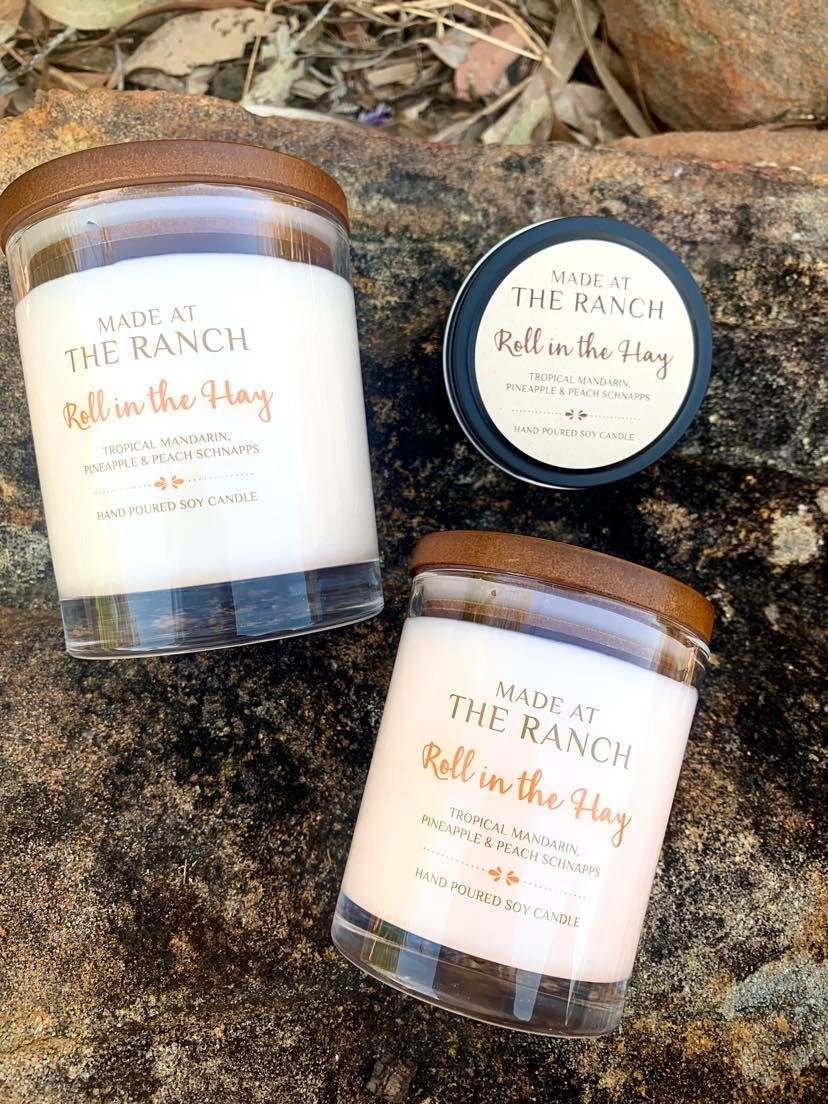 MADE AT
THE RANCH
Roll in the Hay
TROPICAL MANDARIN,
PINEAPPLE & PEACH SCHNAPPS
HAND POURED SOY CANDLE
MADE AT
THE RANCH
Roll in the Hay
TROPICAL MANDARIN,
PINEAPPLE & PEACH SCHNAPPS
HAND POURED SOY CANDLE
MADE AT
THE RANCH
Roll in the Hay
TROPICAL MANDARIN,
PINEAPPLE & PEACH SCHNAPPS
HAND POURED SOY CANDLE